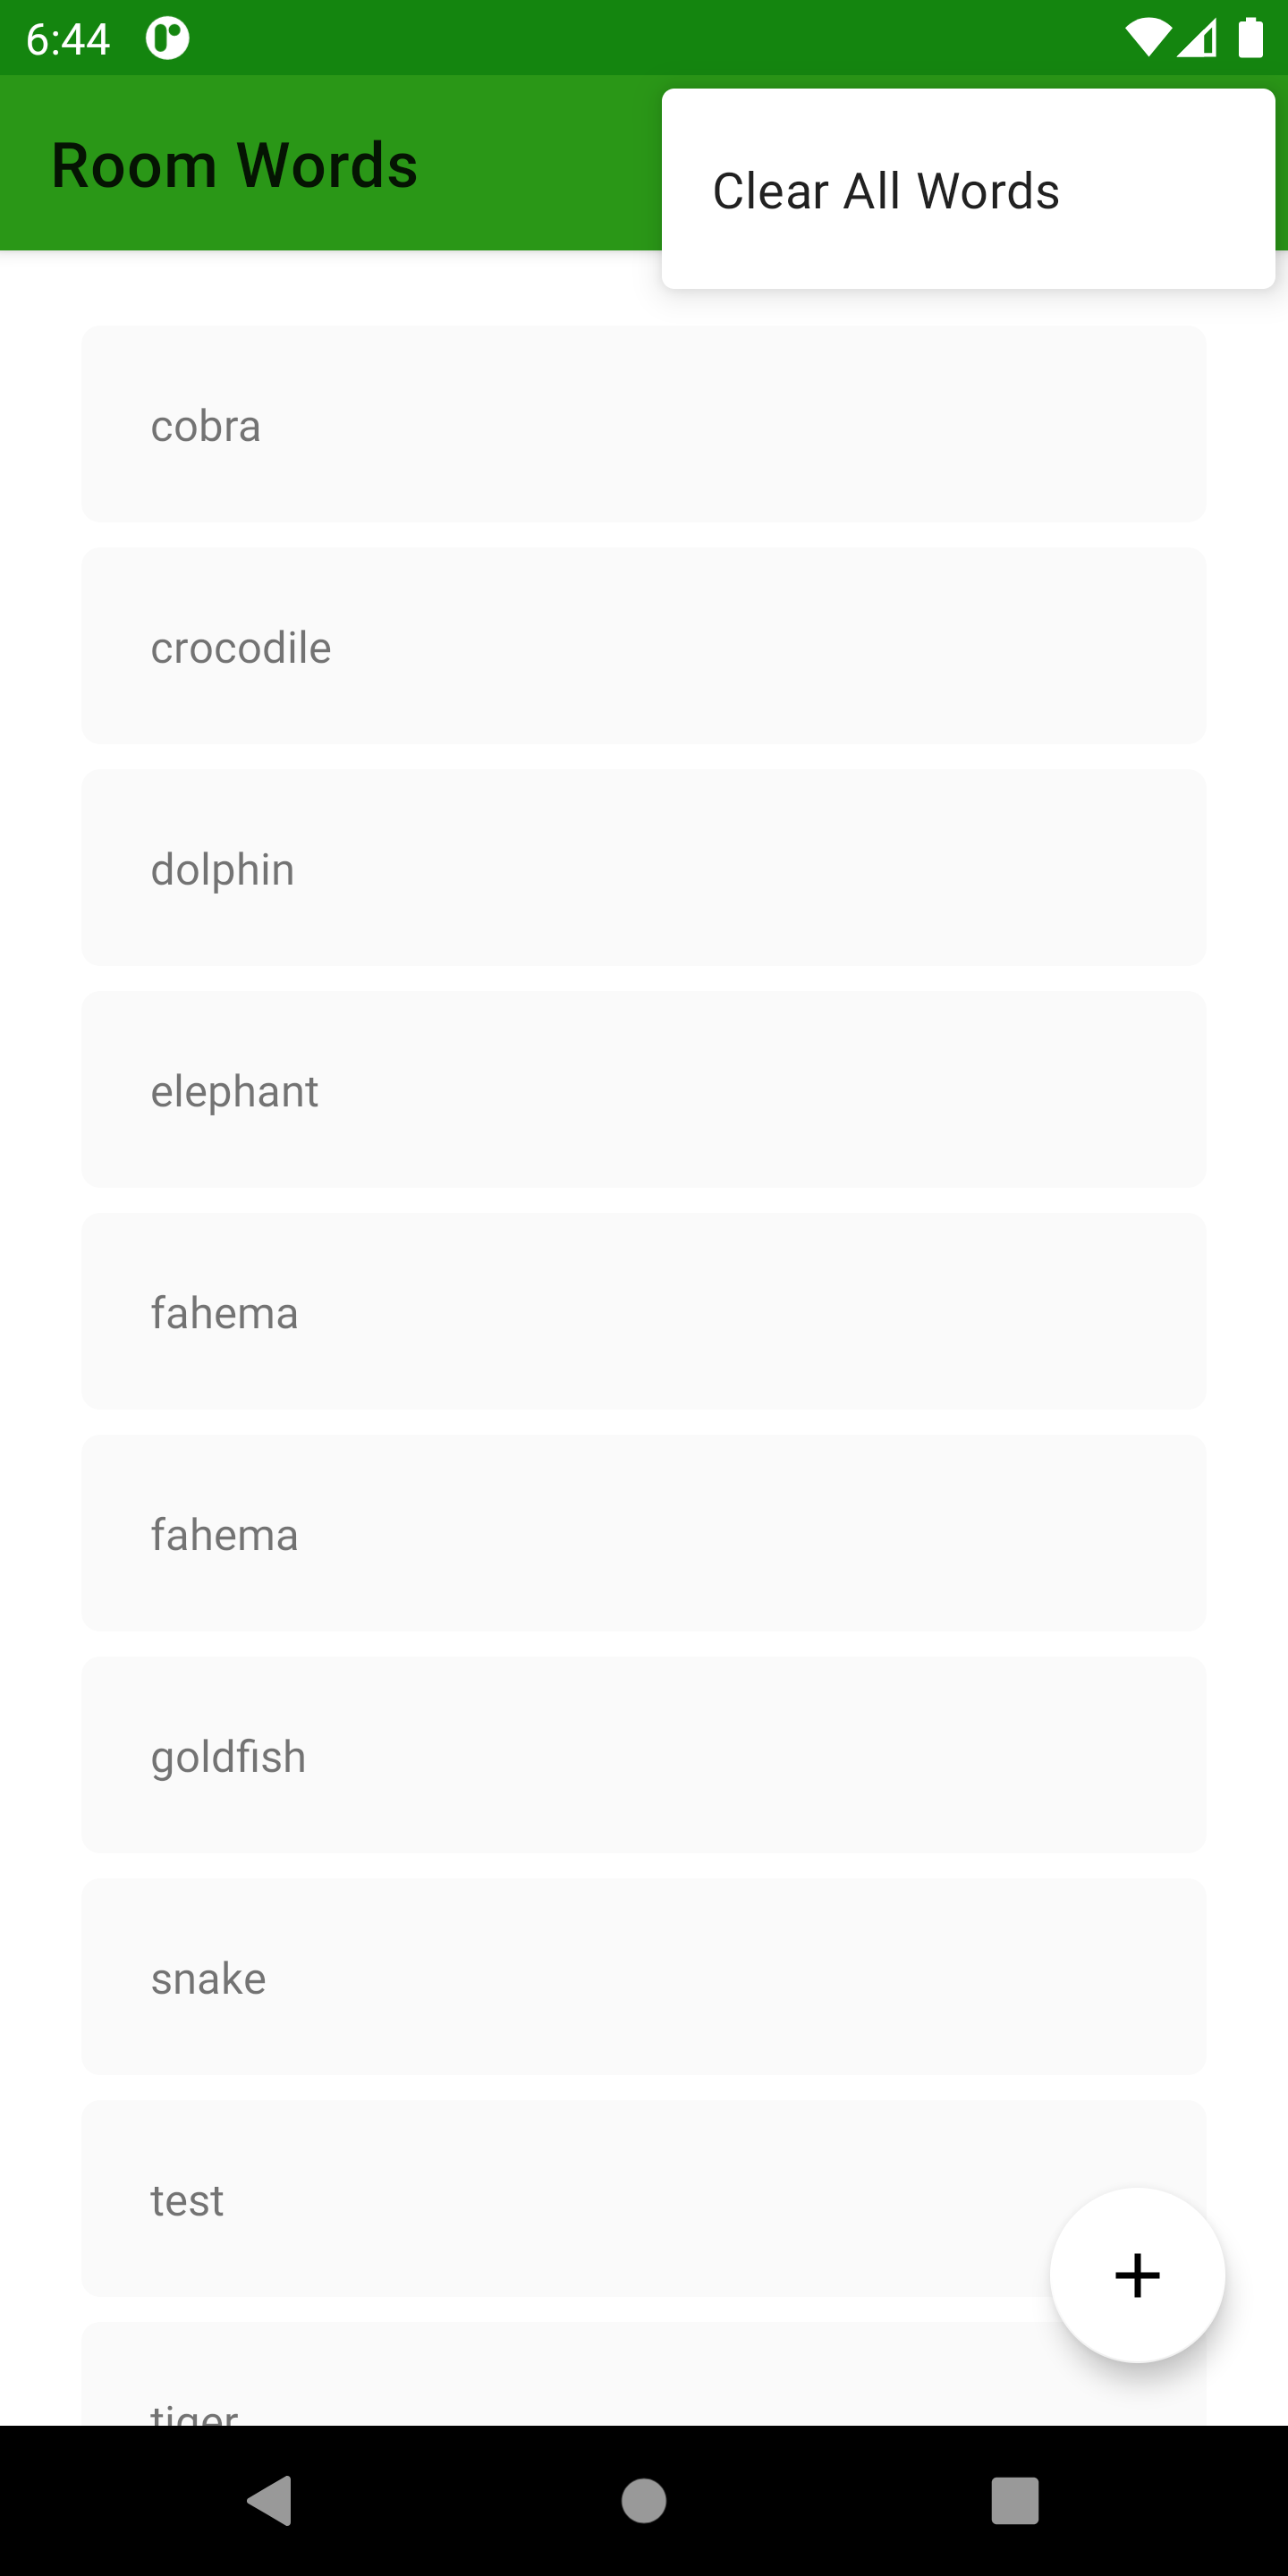 6:44
Room Words
Clear All Words
cobra
crocodile
dolphin
elephant
fahema
fahema
goldfish
snake
test
tiger